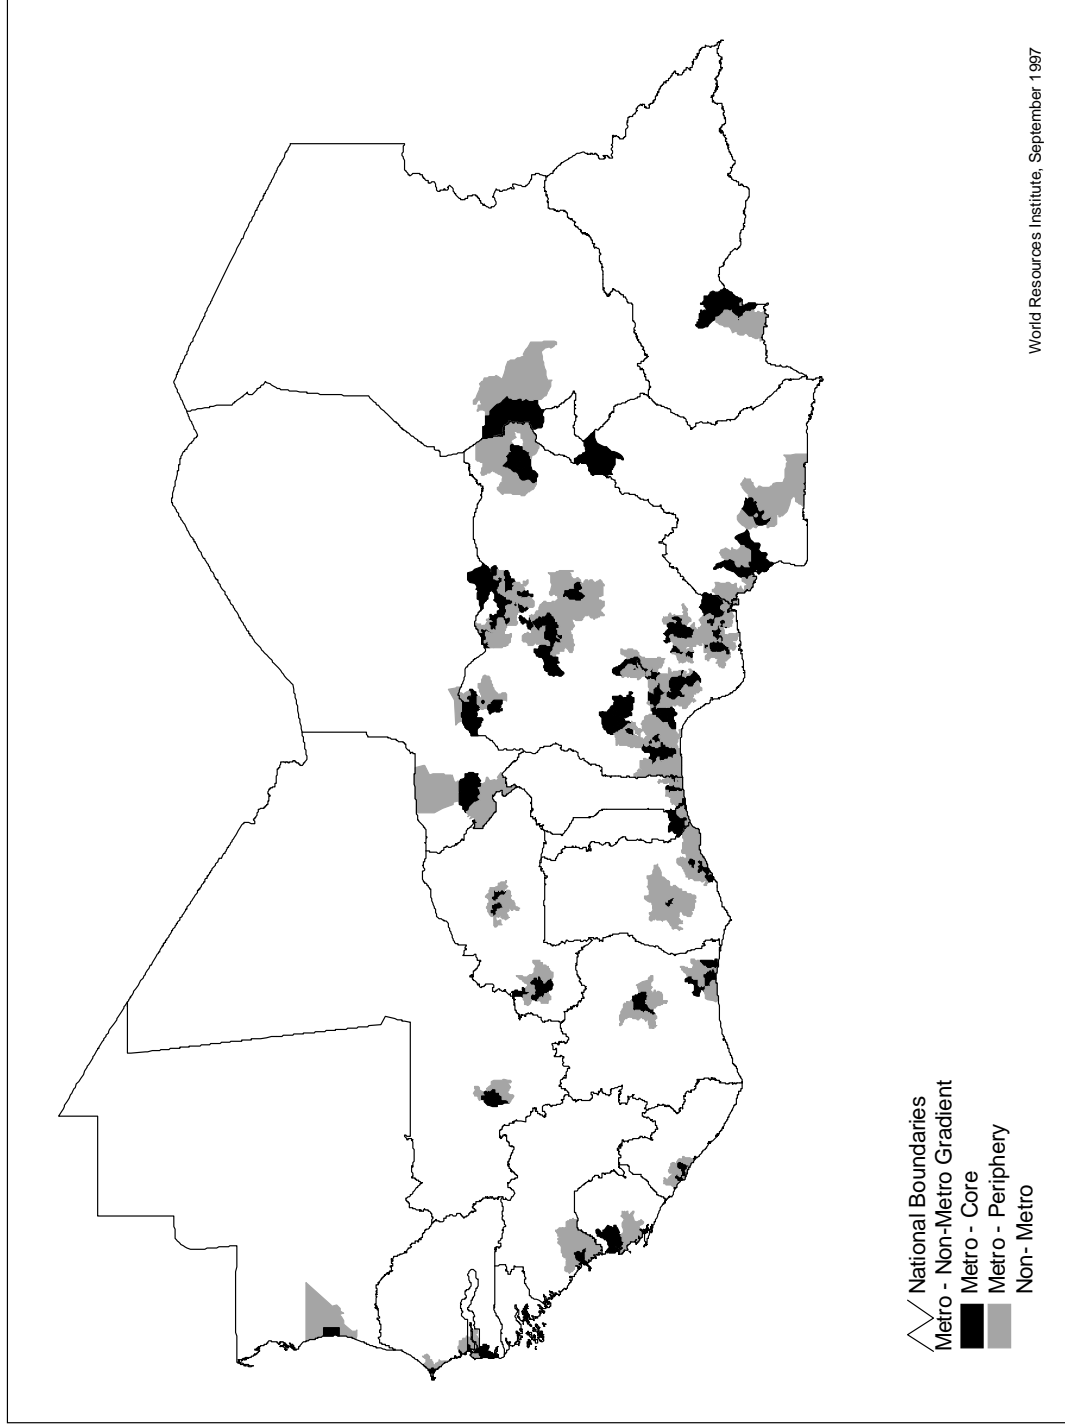 World Resources Institute, September 1997
National Boundaries
Metro - Non-Metro Gradient
Metro - Core
Metro - Periphery
Non- Metro